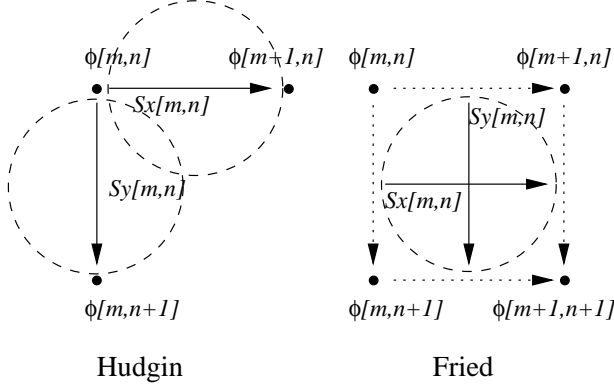 ϕ[m,n]
ϕ[m+1,n]
Sx[m,n]
Sy[m,n]
ϕ[m,n+1]
Hudgin
ϕ[m,n]
ϕ[m+1,n]
Sy[m,n]
Sx[m,n]
ϕ[m,n+1]
ϕ[m+1,n+1]
Fried